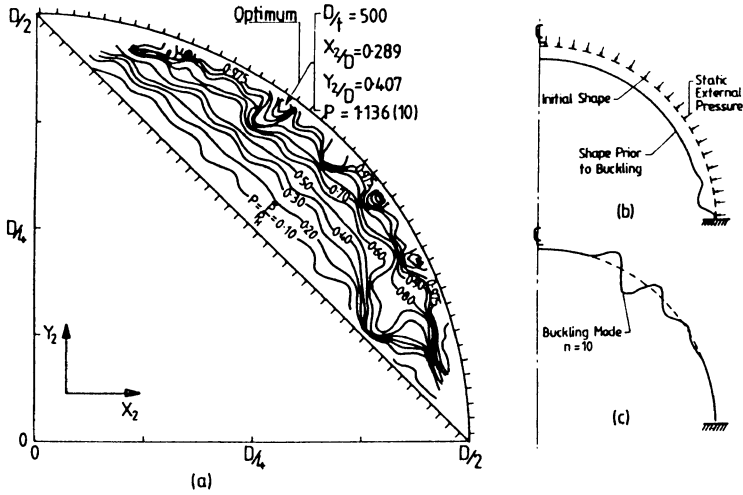 D/2
Optimum
D/t = 500
X₂/D = 0·289
Y₂/D = 0·407
P = 1·136 (10)
0.975
0.50
0.70
0.30
0.20
0.40
0.60
0.80
0.90
P = P/Pₕ = 0·10
D/4
Y₂
X₂
0
0
D/4
D/2
(a)
℄
Static
External
Pressure
Initial Shape
Shape Prior
to Buckling
(b)
℄
Buckling Mode
n = 10
(c)